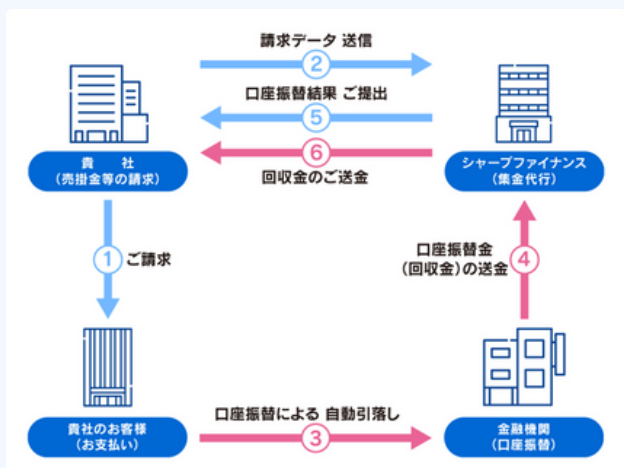 請求データ 送信
②
口座振替結果 ご提出
⑤
⑥
回収金のご送金
貴　社
(売掛金等の請求)
シャープファイナンス
(集金代行)
① ご請求
口座振替金
(回収金)の送金
④
貴社のお客様
(お支払い)
口座振替による 自動引落し
③
金融機関
(口座振替)